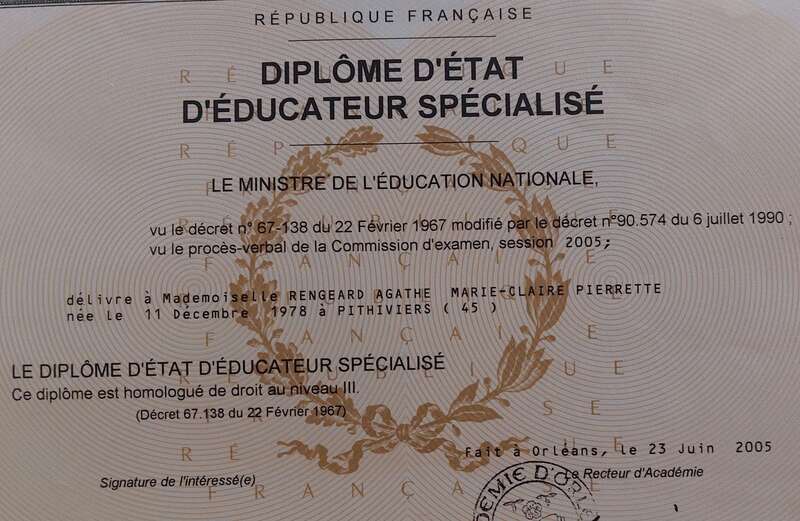 RÉPUBLIQUE FRANÇAISE
DIPLÔME D'ÉTAT
D'ÉDUCATEUR SPÉCIALISÉ
LE MINISTRE DE L'ÉDUCATION NATIONALE,
vu le décret n° 67-138 du 22 Février 1967 modifié par le décret n°90.574 du 6 juillet 1990 ;
vu le procès-verbal de la Commission d'examen, session 2005;
délivre à Mademoiselle RENGEARD AGATHE MARIE-CLAIRE PIERRETTE
née le 11 Décembre 1978 à PITHIVIERS ( 45 )
LE DIPLÔME D'ÉTAT D'ÉDUCATEUR SPÉCIALISÉ
Ce diplôme est homologué de droit au niveau III.
(Décret 67.138 du 22 Février 1967)
Fait à Orléans, le 23 Juin 2005
Signature de l'intéressé(e)
Le Recteur d'Académie